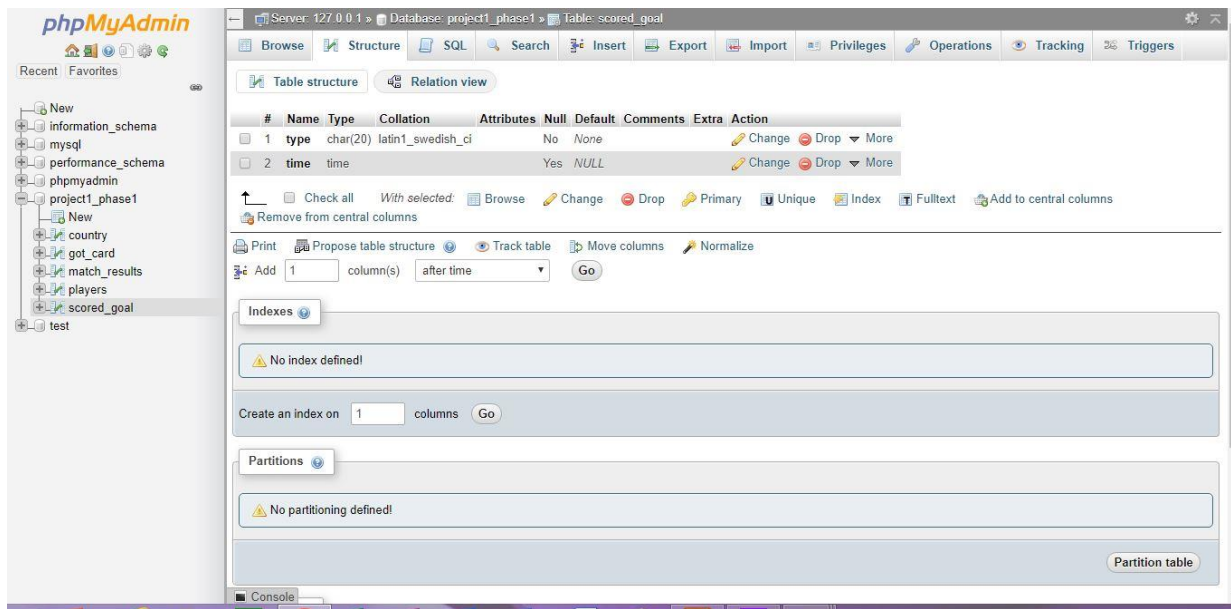 phpMyAdmin
Recent Favorites
New
information_schema
mysql
performance_schema
phpmyadmin
project1_phase1
New
country
got_card
match_results
players
scored_goal
test
Server: 127.0.0.1 » Database: project1_phase1 » Table: scored_goal
Browse Structure SQL Search Insert Export Import Privileges Operations Tracking Triggers
Table structure Relation view
# Name Type Collation Attributes Null Default Comments Extra Action
1 type char(20) latin1_swedish_ci No None Change Drop More
2 time time Yes NULL Change Drop More
Check all With selected: Browse Change Drop Primary Unique Index Fulltext Add to central columns
Remove from central columns
Print Propose table structure Track table Move columns Normalize
Add 1 column(s) after time Go
Indexes
No index defined!
Create an index on 1 columns Go
Partitions
No partitioning defined!
Partition table
Console